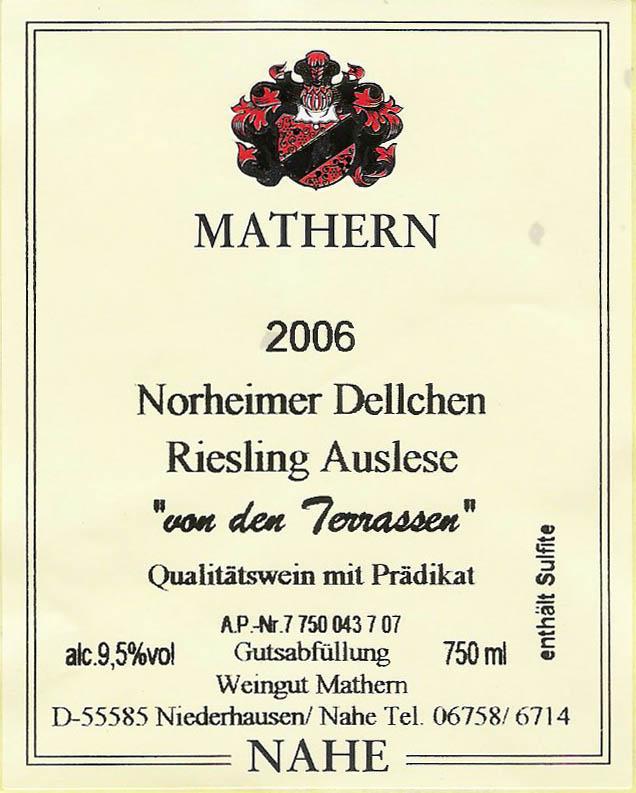 MATHERN
2006
Norheimer Dellchen
Riesling Auslese
"von den Terrassen"
Qualitätswein mit Prädikat
A.P.-Nr.7 750 043 7 07
alc.9,5%vol Gutsabfüllung 750 ml
enthält Sulfite
Weingut Mathern
D-55585 Niederhausen/ Nahe Tel. 06758/ 6714
NAHE